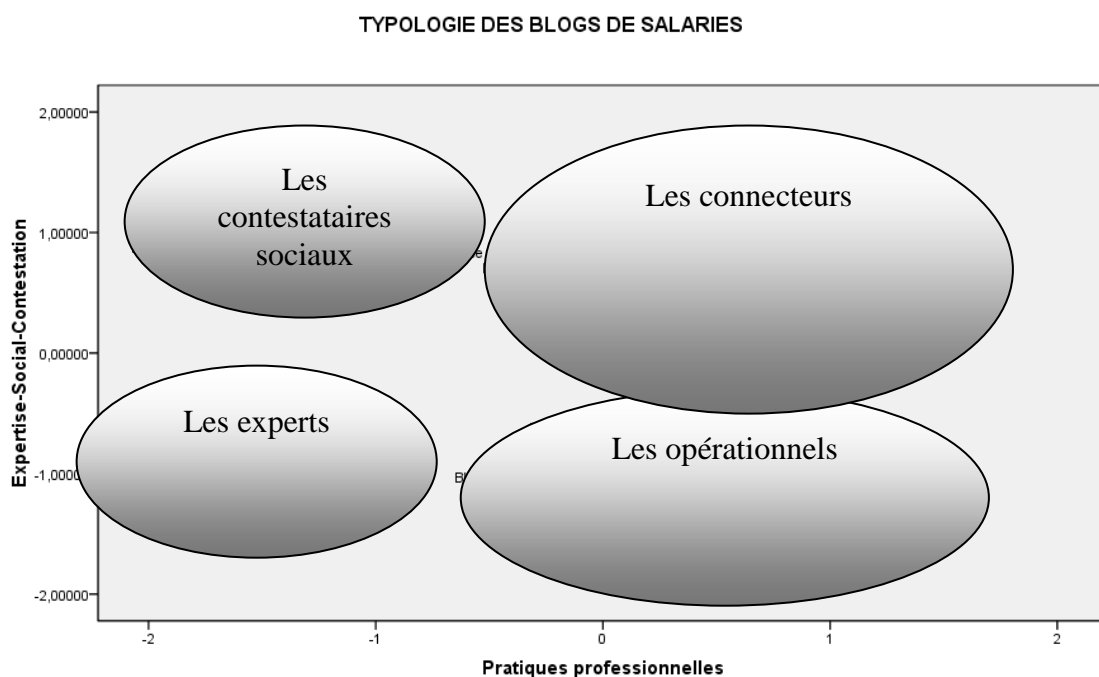 TYPOLOGIE DES BLOGS DE SALARIES
2,00000
1,00000
0,00000
-1,0000
-2,00000
Expertise-Social-Contestation
Les
contestataires
sociaux
Les connecteurs
Les experts
Les opérationnels
-2
-1
0
1
2
Pratiques professionnelles